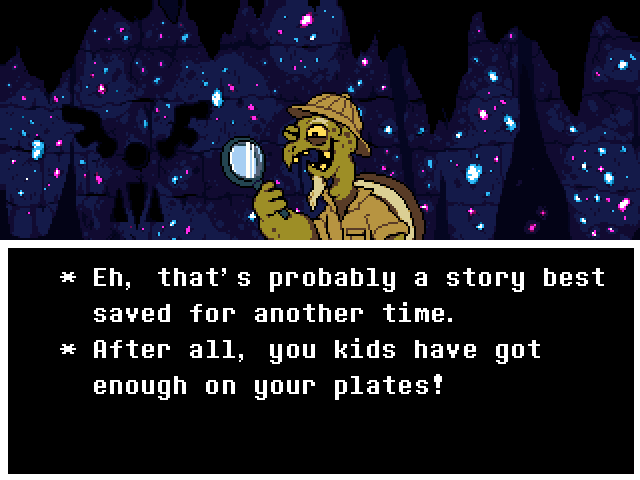 * Eh, that's probably a story best
saved for another time.
* After all, you kids have got
enough on your plates!